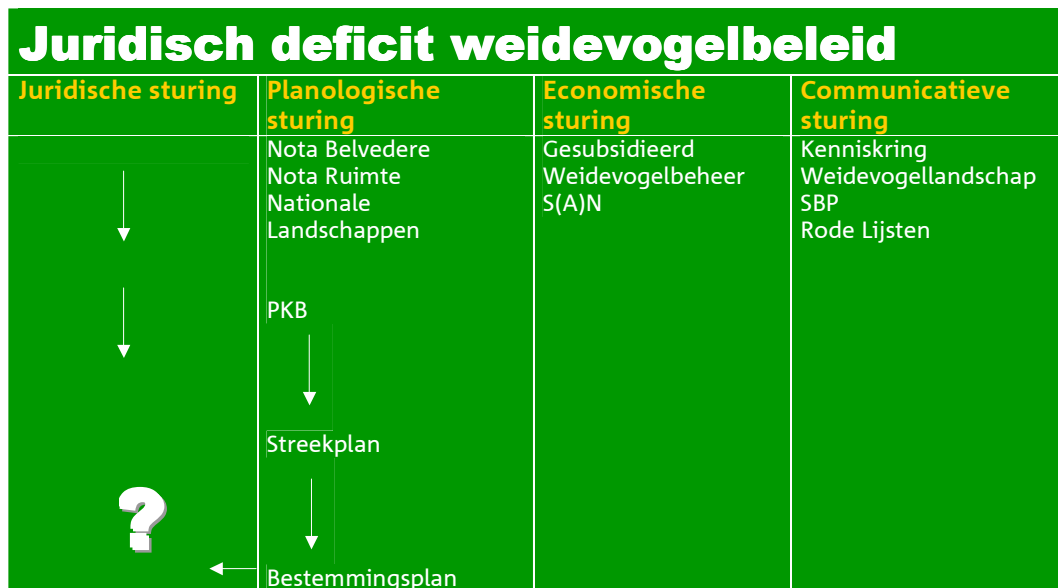 Juridisch deficit weidevogelbeleid
Juridische sturing
Planologische
sturing
Economische
sturing
Communicatieve
sturing
Nota Belvedere
Nota Ruimte
Nationale
Landschappen
PKB
Streekplan
Bestemmingsplan
Gesubsidieerd
Weidevogelbeheer
S(A)N
Kenniskring
Weidevogellandschap
SBP
Rode Lijsten
?